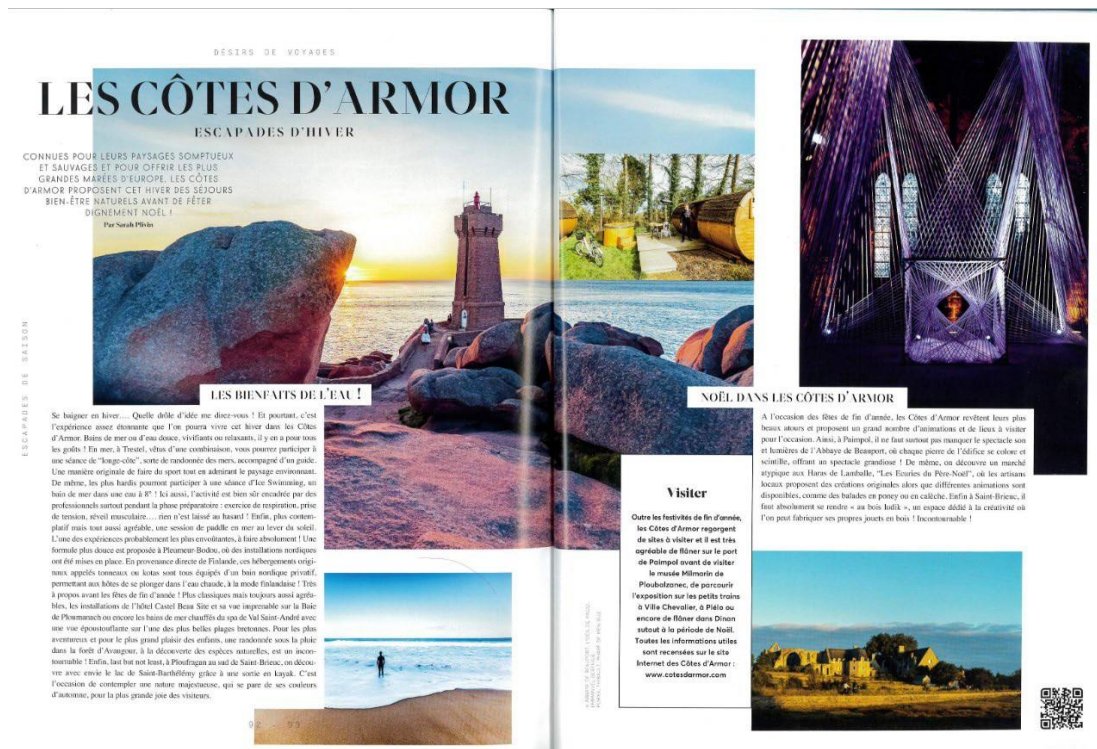 DÉSIRS DE VOYAGES
LES CÔTES D'ARMOR
ESCAPADES D'HIVER
CONNUES POUR LEURS PAYSAGES SOMPTUEUX
ET SAUVAGES ET POUR OFFRIR LES PLUS
GRANDES MARÉES D'EUROPE, LES CÔTES
D'ARMOR PROPOSENT CET HIVER DES SÉJOURS
BIEN-ÊTRE NATURELS AVANT DE FÊTER
DIGNEMENT NOËL !
Par Sarah Plivin
ESCAPADES DE SAISON
LES BIENFAITS DE L'EAU !
Se baigner en hiver.... Quelle drôle d'idée me direz-vous ! Et pourtant, c'est
l'expérience assez étonnante que l'on pourra vivre cet hiver dans les Côtes
d'Armor. Bains de mer ou d'eau douce, vivifiants ou relaxants, il y en a pour tous
les goûts ! En mer, à Trestel, vêtus d'une combinaison, vous pourrez participer à
une séance de "longe-côte", sorte de randonnée des mers, accompagné d'un guide.
Une manière originale de faire du sport tout en admirant le paysage environnant.
De même, les plus hardis pourront participer à une séance d'Ice Swimming, un
bain de mer dans une eau à 8° ! Ici aussi, l'activité est bien sûr encadrée par des
professionnels surtout pendant la phase préparatoire : exercice de respiration, prise
de tension, réveil musculaire.... rien n'est laissé au hasard ! Enfin, plus contem-
platif mais tout aussi agréable, une session de paddle en mer au lever du soleil.
L'une des expériences probablement les plus envoûtantes, à faire absolument ! Une
formule plus douce est proposée à Pleumeur-Bodou, où des installations nordiques
ont été mises en place. En provenance directe de Finlande, ces hébergements origi-
naux appelés tonneaux ou kotas sont tous équipés d'un bain nordique privatif,
permettant aux hôtes de se plonger dans l'eau chaude, à la mode finlandaise ! Très
à propos avant les fêtes de fin d'année ! Plus classiques mais toujours aussi agréa-
bles, les installations de l'hôtel Castel Beau Site et sa vue imprenable sur la Baie
de Ploumanach ou encore les bains de mer chauffés du spa de Val Saint-André avec
une vue époustouflante sur l'une des plus belles plages bretonnes. Pour les plus
aventureux et pour le plus grand plaisir des enfants, une randonnée sous la pluie
dans la forêt d'Avaugour, à la découverte des espèces naturelles, est un incon-
tournable ! Enfin, last but not least, à Ploufragan au sud de Saint-Brieuc, on décou-
vre avec envie le lac de Saint-Barthélémy grâce à une sortie en kayak. C'est
l'occasion de contempler une nature majestueuse, qui se pare de ses couleurs
d'automne, pour la plus grande joie des visiteurs.
92 - 93
NOËL DANS LES CÔTES D'ARMOR
A l'occasion des fêtes de fin d'année, les Côtes d'Armor revêtent leurs plus
beaux atours et proposent un grand nombre d'animations et de lieux à visiter
pour l'occasion. Ainsi, à Paimpol, il ne faut surtout pas manquer le spectacle son
et lumières de l'Abbaye de Beauport, où chaque pierre de l'édifice se colore et
scintille, offrant un spectacle grandiose ! De même, on découvre un marché
atypique aux Haras de Lamballe, "Les Ecuries du Père-Noël", où les artisans
locaux proposent des créations originales alors que différentes animations sont
disponibles, comme des balades en poney ou en calèche. Enfin à Saint-Brieuc, il
faut absolument se rendre « au bois ludik », un espace dédié à la créativité où
l'on peut fabriquer ses propres jouets en bois ! Incontournable !
Visiter
Outre les festivités de fin d'année,
les Côtes d'Armor regorgent
de sites à visiter et il est très
agréable de flâner sur le port
de Paimpol avant de visiter
le musée Milmarin de
Ploubalzanec, de parcourir
l'exposition sur les petits trains
à Ville Chevalier, à Plélo ou
encore de flâner dans Dinan
sutout à la période de Noël.
Toutes les informations utiles
sont recensées sur le site
Internet des Côtes d'Armor :
www.cotesdarmor.com